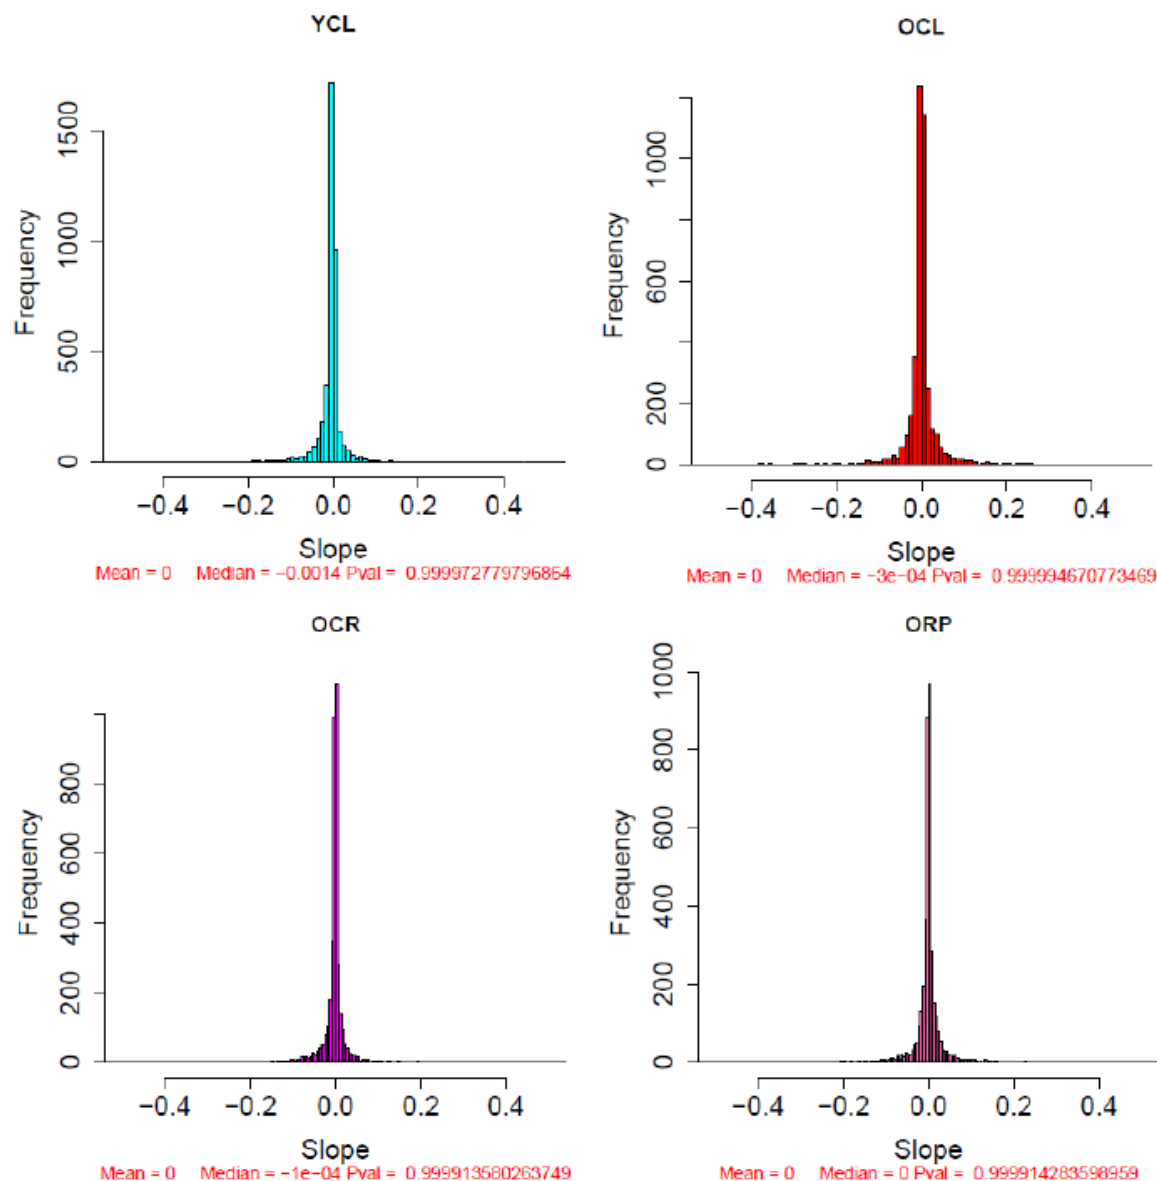 YCL
Frequency
0 500 1000 1500
−0.4 −0.2 0.0 0.2 0.4
Slope
Mean = 0 Median = −0.0014 Pval = 0.999972779796864
OCL
Frequency
0 200 600 1000
−0.4 −0.2 0.0 0.2 0.4
Slope
Mean = 0 Median = −3e−04 Pval = 0.999994670773469
OCR
Frequency
0 200 400 600 800
−0.4 −0.2 0.0 0.2 0.4
Slope
Mean = 0 Median = −1e−04 Pval = 0.9999913580263749
ORP
Frequency
0 200 400 600 800 1000
−0.4 −0.2 0.0 0.2 0.4
Slope
Mean = 0 Median = 0 Pval = 0.999914283598959